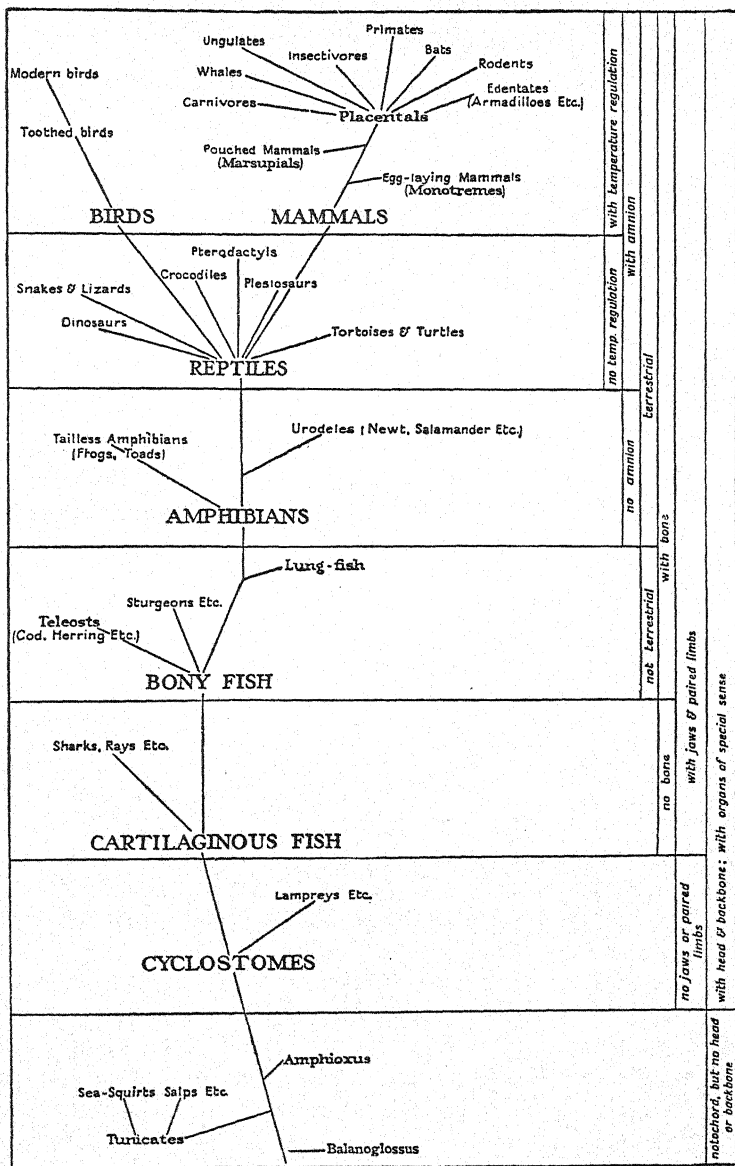 Primates
Ungulates
Insectivores
Bats
Modern birds
Whales
Rodents
Carnivores
Edentates
(Armadilloes Etc.)
Placentals
Toothed birds
Pouched Mammals
(Marsupials)
Egg-laying Mammals
(Monotremes)
BIRDS
MAMMALS
Pterodactyls
Crocodiles
Plesiosaurs
Snakes & Lizards
Dinosaurs
Tortoises & Turtles
REPTILES
Urodeles (Newt, Salamander Etc.)
Tailless Amphibians
(Frogs, Toads)
AMPHIBIANS
Lung-fish
Sturgeons Etc.
Teleosts
(Cod, Herring Etc.)
BONY FISH
Sharks, Rays Etc.
CARTILAGINOUS FISH
Lampreys Etc.
CYCLOSTOMES
Amphioxus
Sea-Squirts Salps Etc.
Tunicates
Balanoglossus
with temperature regulation
no temp. regulation
with amnion
no amnion
terrestrial
not terrestrial
with bone
no bone
with jaws & paired limbs
no jaws or paired
limbs
with head & backbone; with organs of special sense
notochord, but no head
or backbone